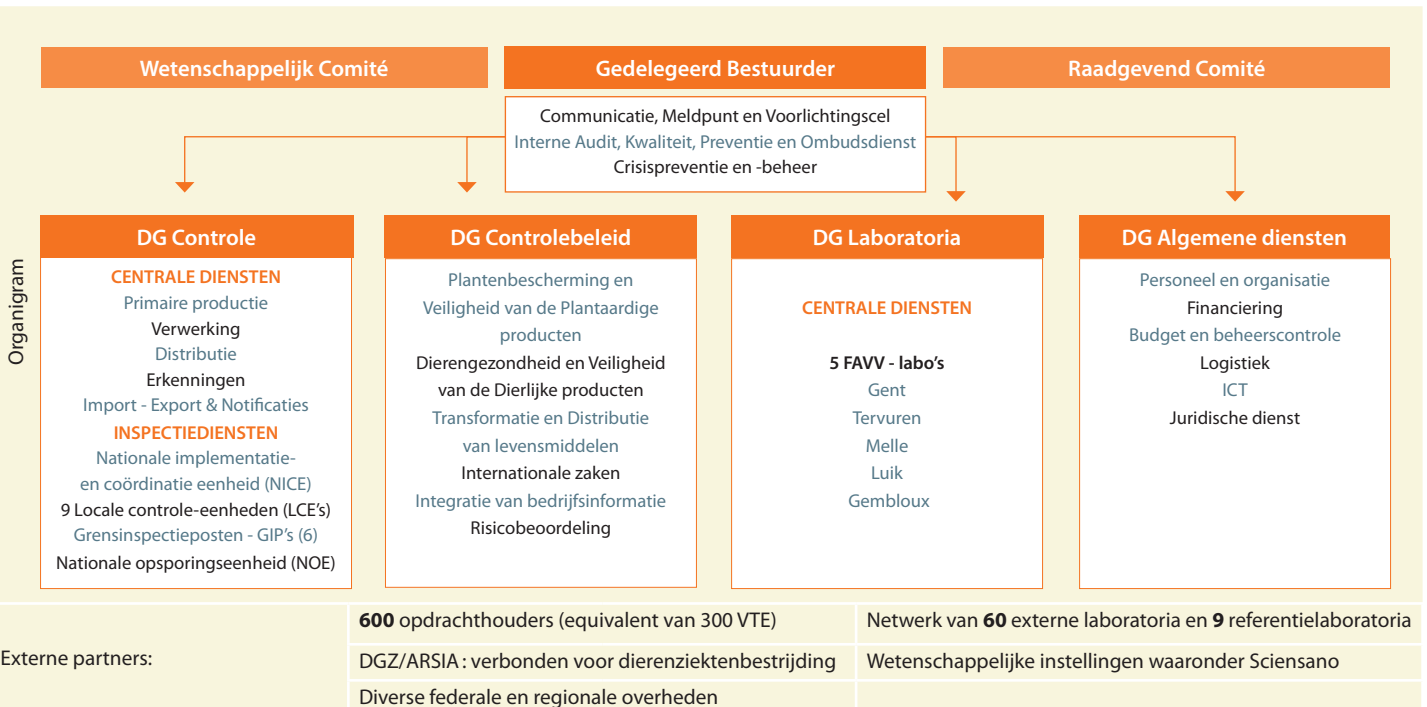 Wetenschappelijk Comité
Gedelegeerd Bestuurder
Raadgevend Comité
Communicatie, Meldpunt en Voorlichtingscel
Interne Audit, Kwaliteit, Preventie en Ombudsdienst
Crisispreventie en -beheer
Organigram
DG Controle
CENTRALE DIENSTEN
Primaire productie
Verwerking
Distributie
Erkenningen
Import - Export & Notificaties
INSPECTIEDIENSTEN
Nationale implementatie-
en coördinatie eenheid (NICE)
9 Locale controle-eenheden (LCE's)
Grensinspectieposten - GIP's (6)
Nationale opsporingseenheid (NOE)
DG Controlebeleid
Plantenbescherming en
Veiligheid van de Plantaardige
producten
Dierengezondheid en Veiligheid
van de Dierlijke producten
Transformatie en Distributie
van levensmiddelen
Internationale zaken
Integratie van bedrijfsinformatie
Risicobeoordeling
DG Laboratoria
CENTRALE DIENSTEN
5 FAVV - labo's
Gent
Tervuren
Melle
Luik
Gembloux
DG Algemene diensten
Personeel en organisatie
Financiering
Budget en beheerscontrole
Logistiek
ICT
Juridische dienst
Externe partners:
600 opdrachthouders (equivalent van 300 VTE)
Netwerk van 60 externe laboratoria en 9 referentielaboratoria
DGZ/ARSIA : verbonden voor dierenziektenbestrijding
Wetenschappelijke instellingen waaronder Sciensano
Diverse federale en regionale overheden